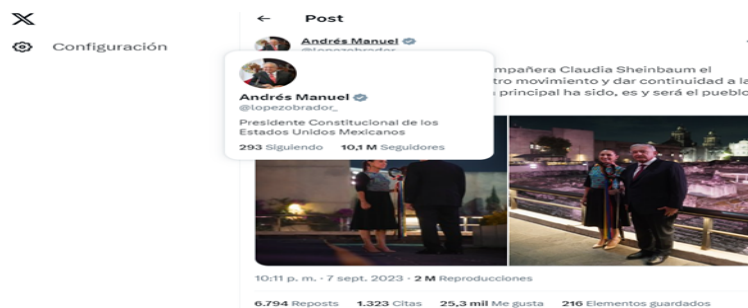 X
Post
Configuración
Andrés Manuel
@lopezobrador_
Andrés Manuel
@lopezobrador_
Presidente Constitucional de los
Estados Unidos Mexicanos
293 Siguiendo 10,1 M Seguidores
mpañera Claudia Sheinbaum el
tro movimiento y dar continuidad a la
principal ha sido, es y será el pueblo
10:11 p. m. · 7 sept. 2023 · 2 M Reproducciones
6.794 Reposts 1.323 Citas 25,3 mil Me gusta 216 Elementos guardados